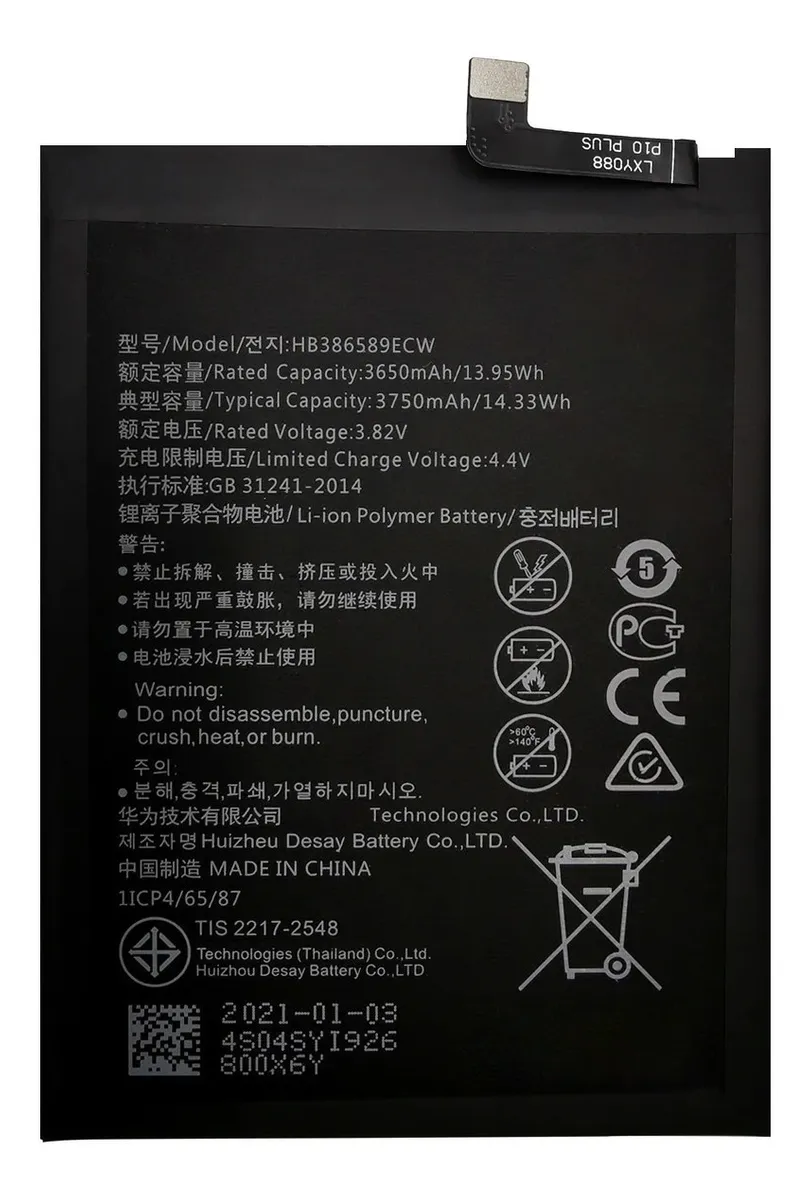 P10 PLUS
LXY088
型号/Model/전지:HB386589ECW
额定容量/Rated Capacity:3650mAh/13.95Wh
典型容量/Typical Capacity:3750mAh/14.33Wh
额定电压/Rated Voltage:3.82V
充电限制电压/Limited Charge Voltage:4.4V
执行标准:GB 31241-2014
锂离子聚合物电池/Li-ion Polymer Battery/충전배터리
警告:
•禁止拆解、撞击、挤压或投入火中
•若出现严重鼓胀，请勿继续使用
•请勿置于高温环境中
•电池浸水后禁止使用
5
PCT
CE
>60°C
>140°F
Warning:
• Do not disassemble,puncture,
crush,heat,or burn.
주의:
•분해,충격,파쇄,가열하지마시오.
华为技术有限公司 Technologies Co.,LTD.
제조자명Huizheu Desay Battery Co.,LTD.
中国制造 MADE IN CHINA
1ICP4/65/87
TIS 2217-2548
Technologies (Thailand) Co.,Ltd.
Huizhou Desay Battery Co.,LTD
2021-01-03
4S04SYI926
800X6Y